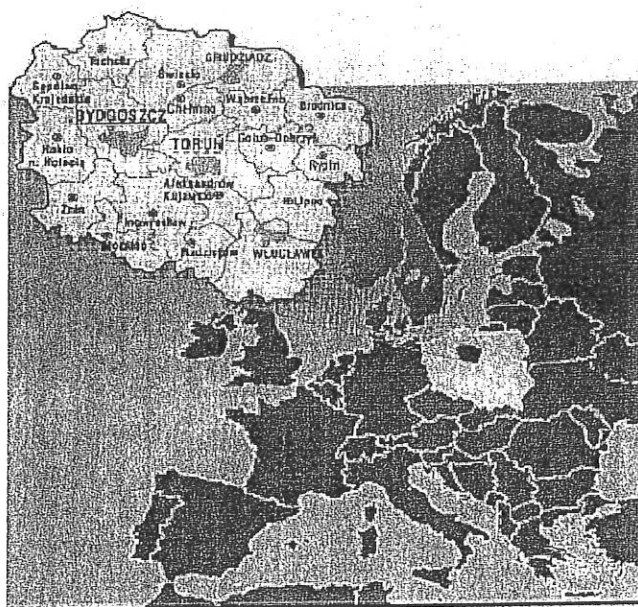 Tuchola
GRUDZIĄDZ
Świecie
Sępólno
Krajeńskie
Chełmno
Wąbrzeźno
Brodnica
BYDGOSZCZ
TORUŃ
Golub-Dobrzyń
Nakło
n. Notecią
Rypin
Aleksandrów
Kujawski
Lipno
Żnin
Inowrocław
Mogilno
Radziejów
WŁOCŁAWEK